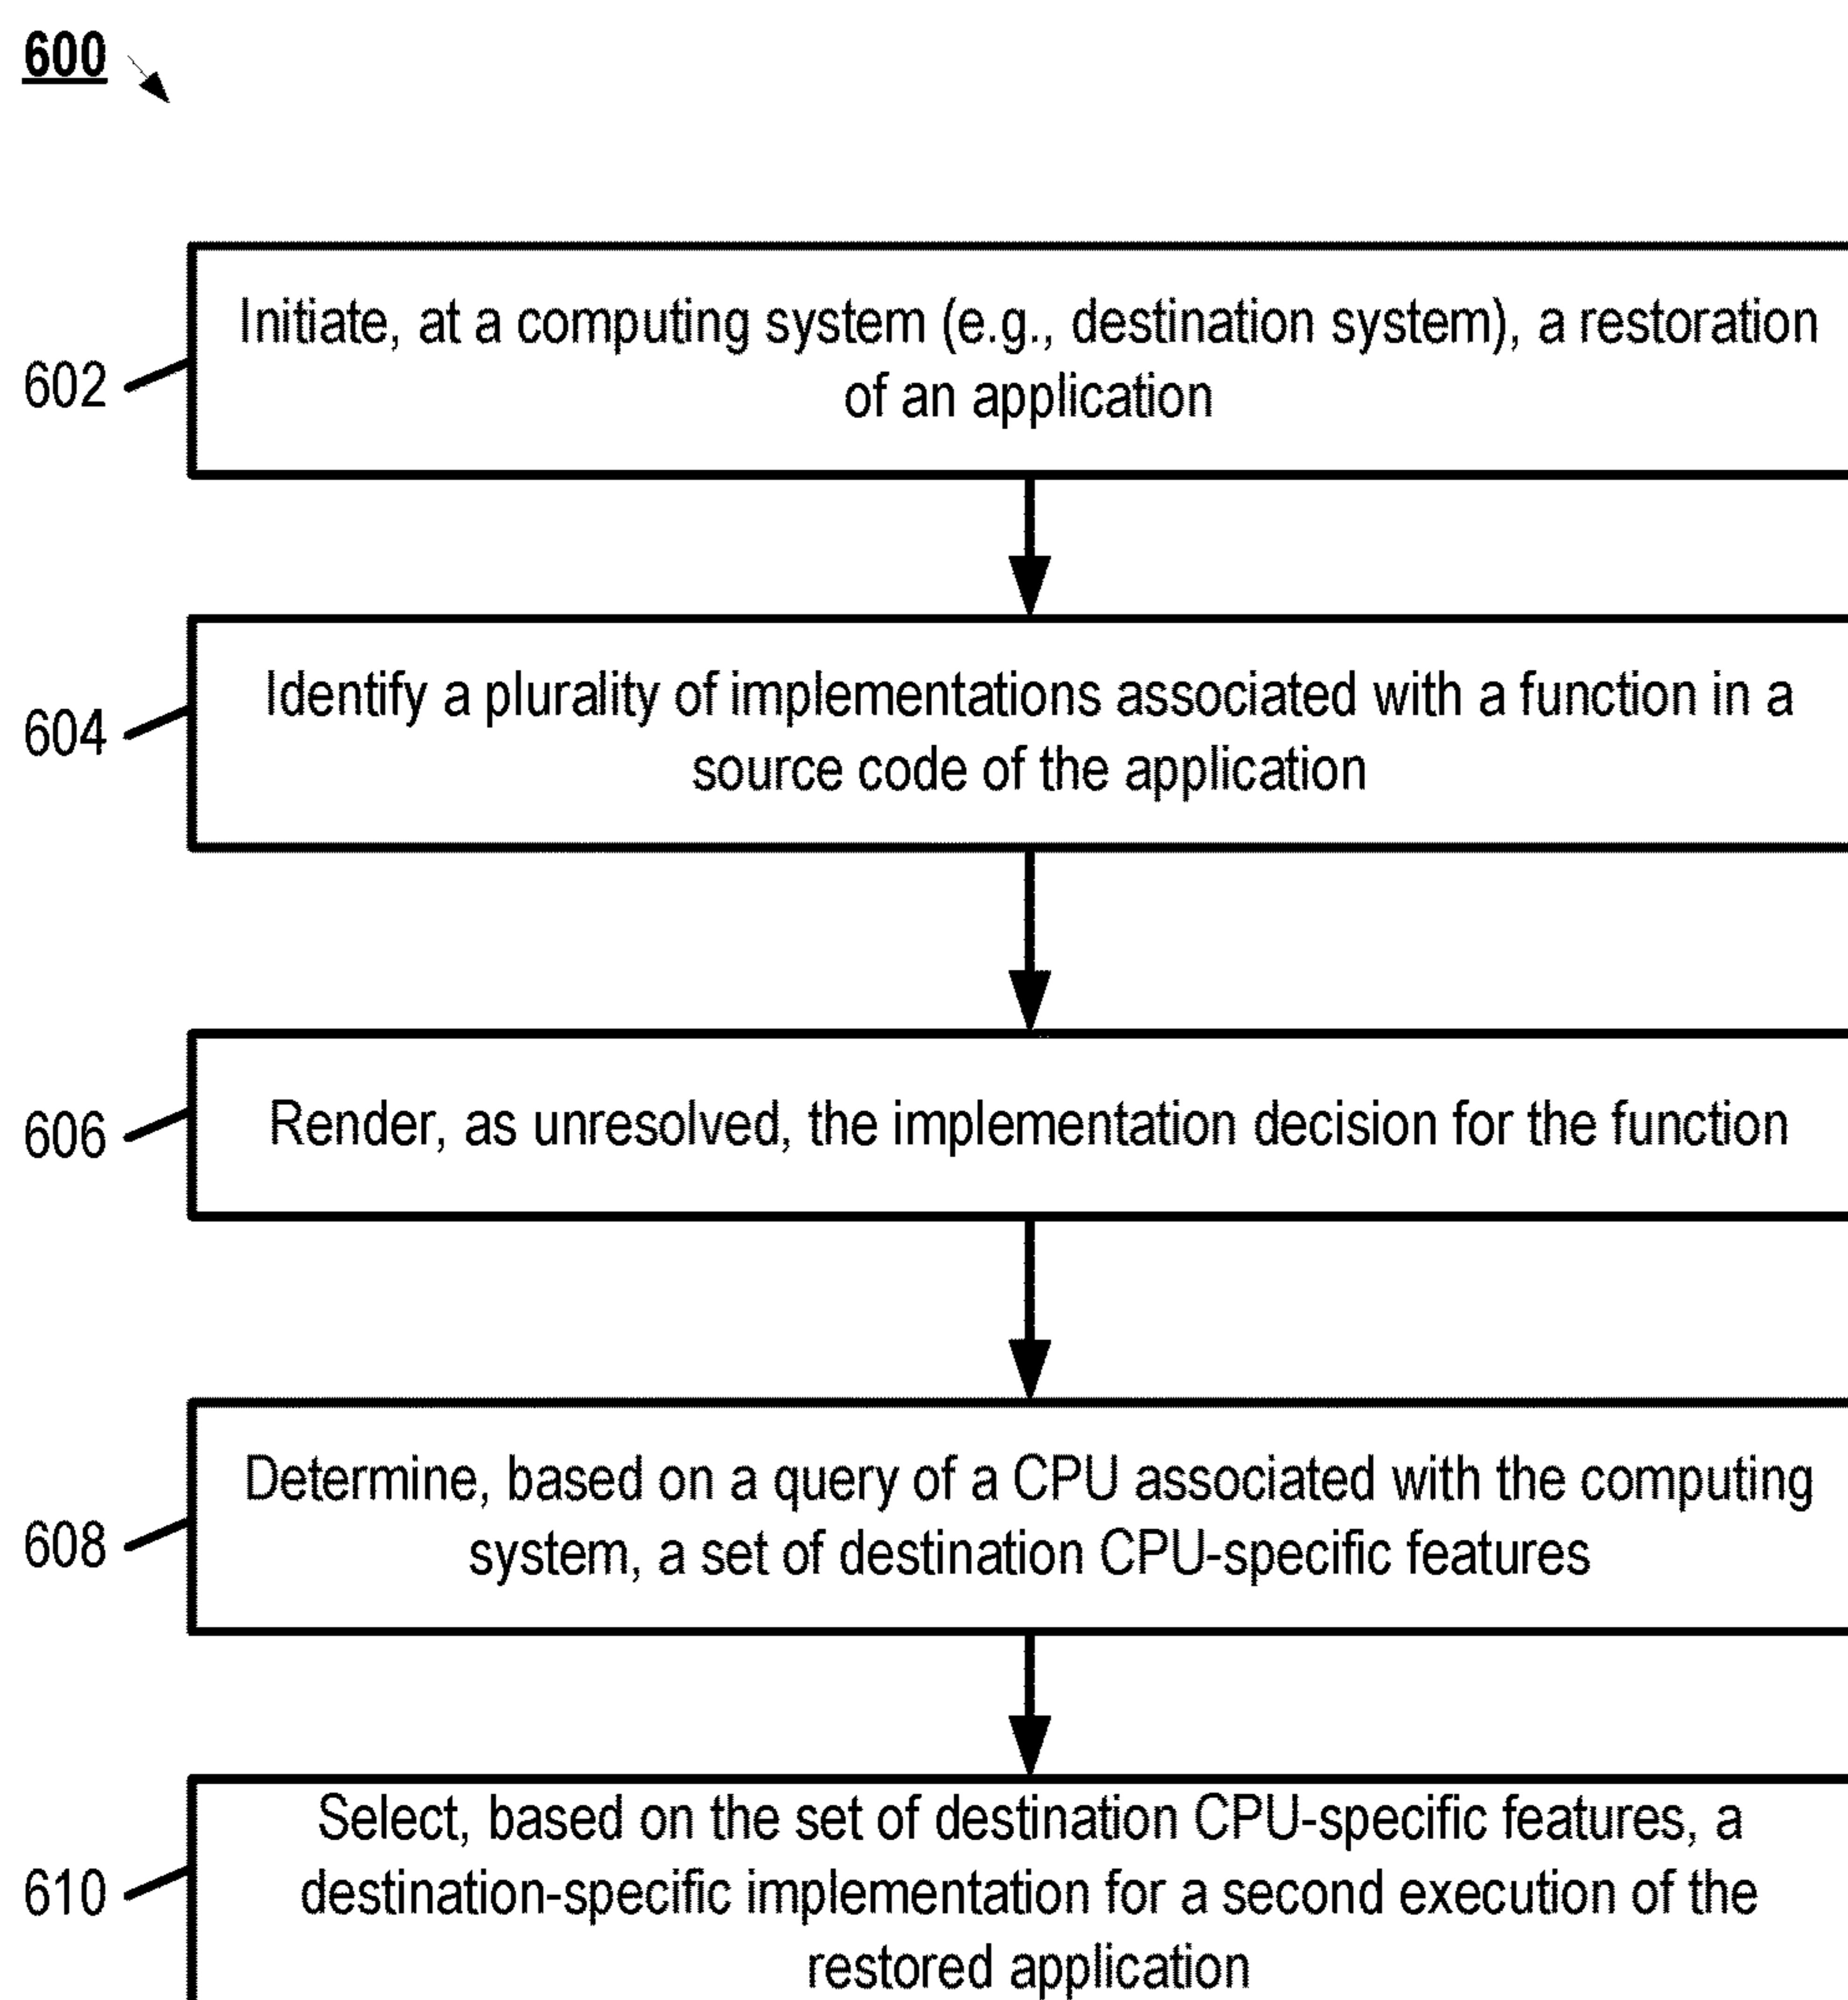 600
Initiate, at a computing system (e.g., destination system), a restoration
of an application
602
Identify a plurality of implementations associated with a function in a
source code of the application
604
Render, as unresolved, the implementation decision for the function
606
Determine, based on a query of a CPU associated with the computing
system, a set of destination CPU-specific features
608
Select, based on the set of destination CPU-specific features, a
destination-specific implementation for a second execution of the
restored application
610